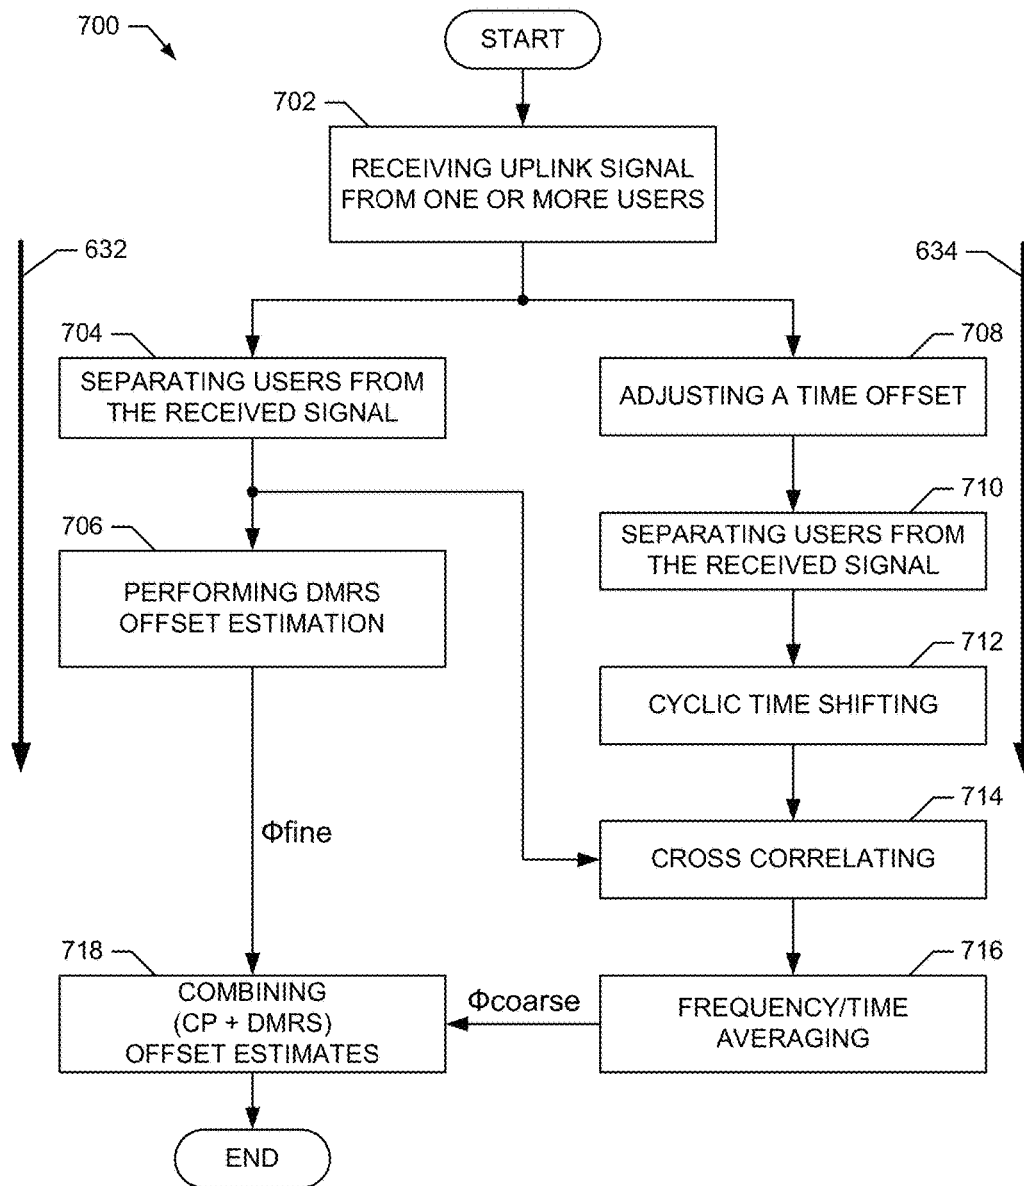 700
START
702
RECEIVING UPLINK SIGNAL
FROM ONE OR MORE USERS
632
634
704
SEPARATING USERS FROM
THE RECEIVED SIGNAL
708
ADJUSTING A TIME OFFSET
706
PERFORMING DMRS
OFFSET ESTIMATION
710
SEPARATING USERS FROM
THE RECEIVED SIGNAL
712
CYCLIC TIME SHIFTING
Φfine
714
CROSS CORRELATING
718
COMBINING
(CP + DMRS)
OFFSET ESTIMATES
Φcoarse
716
FREQUENCY/TIME
AVERAGING
END